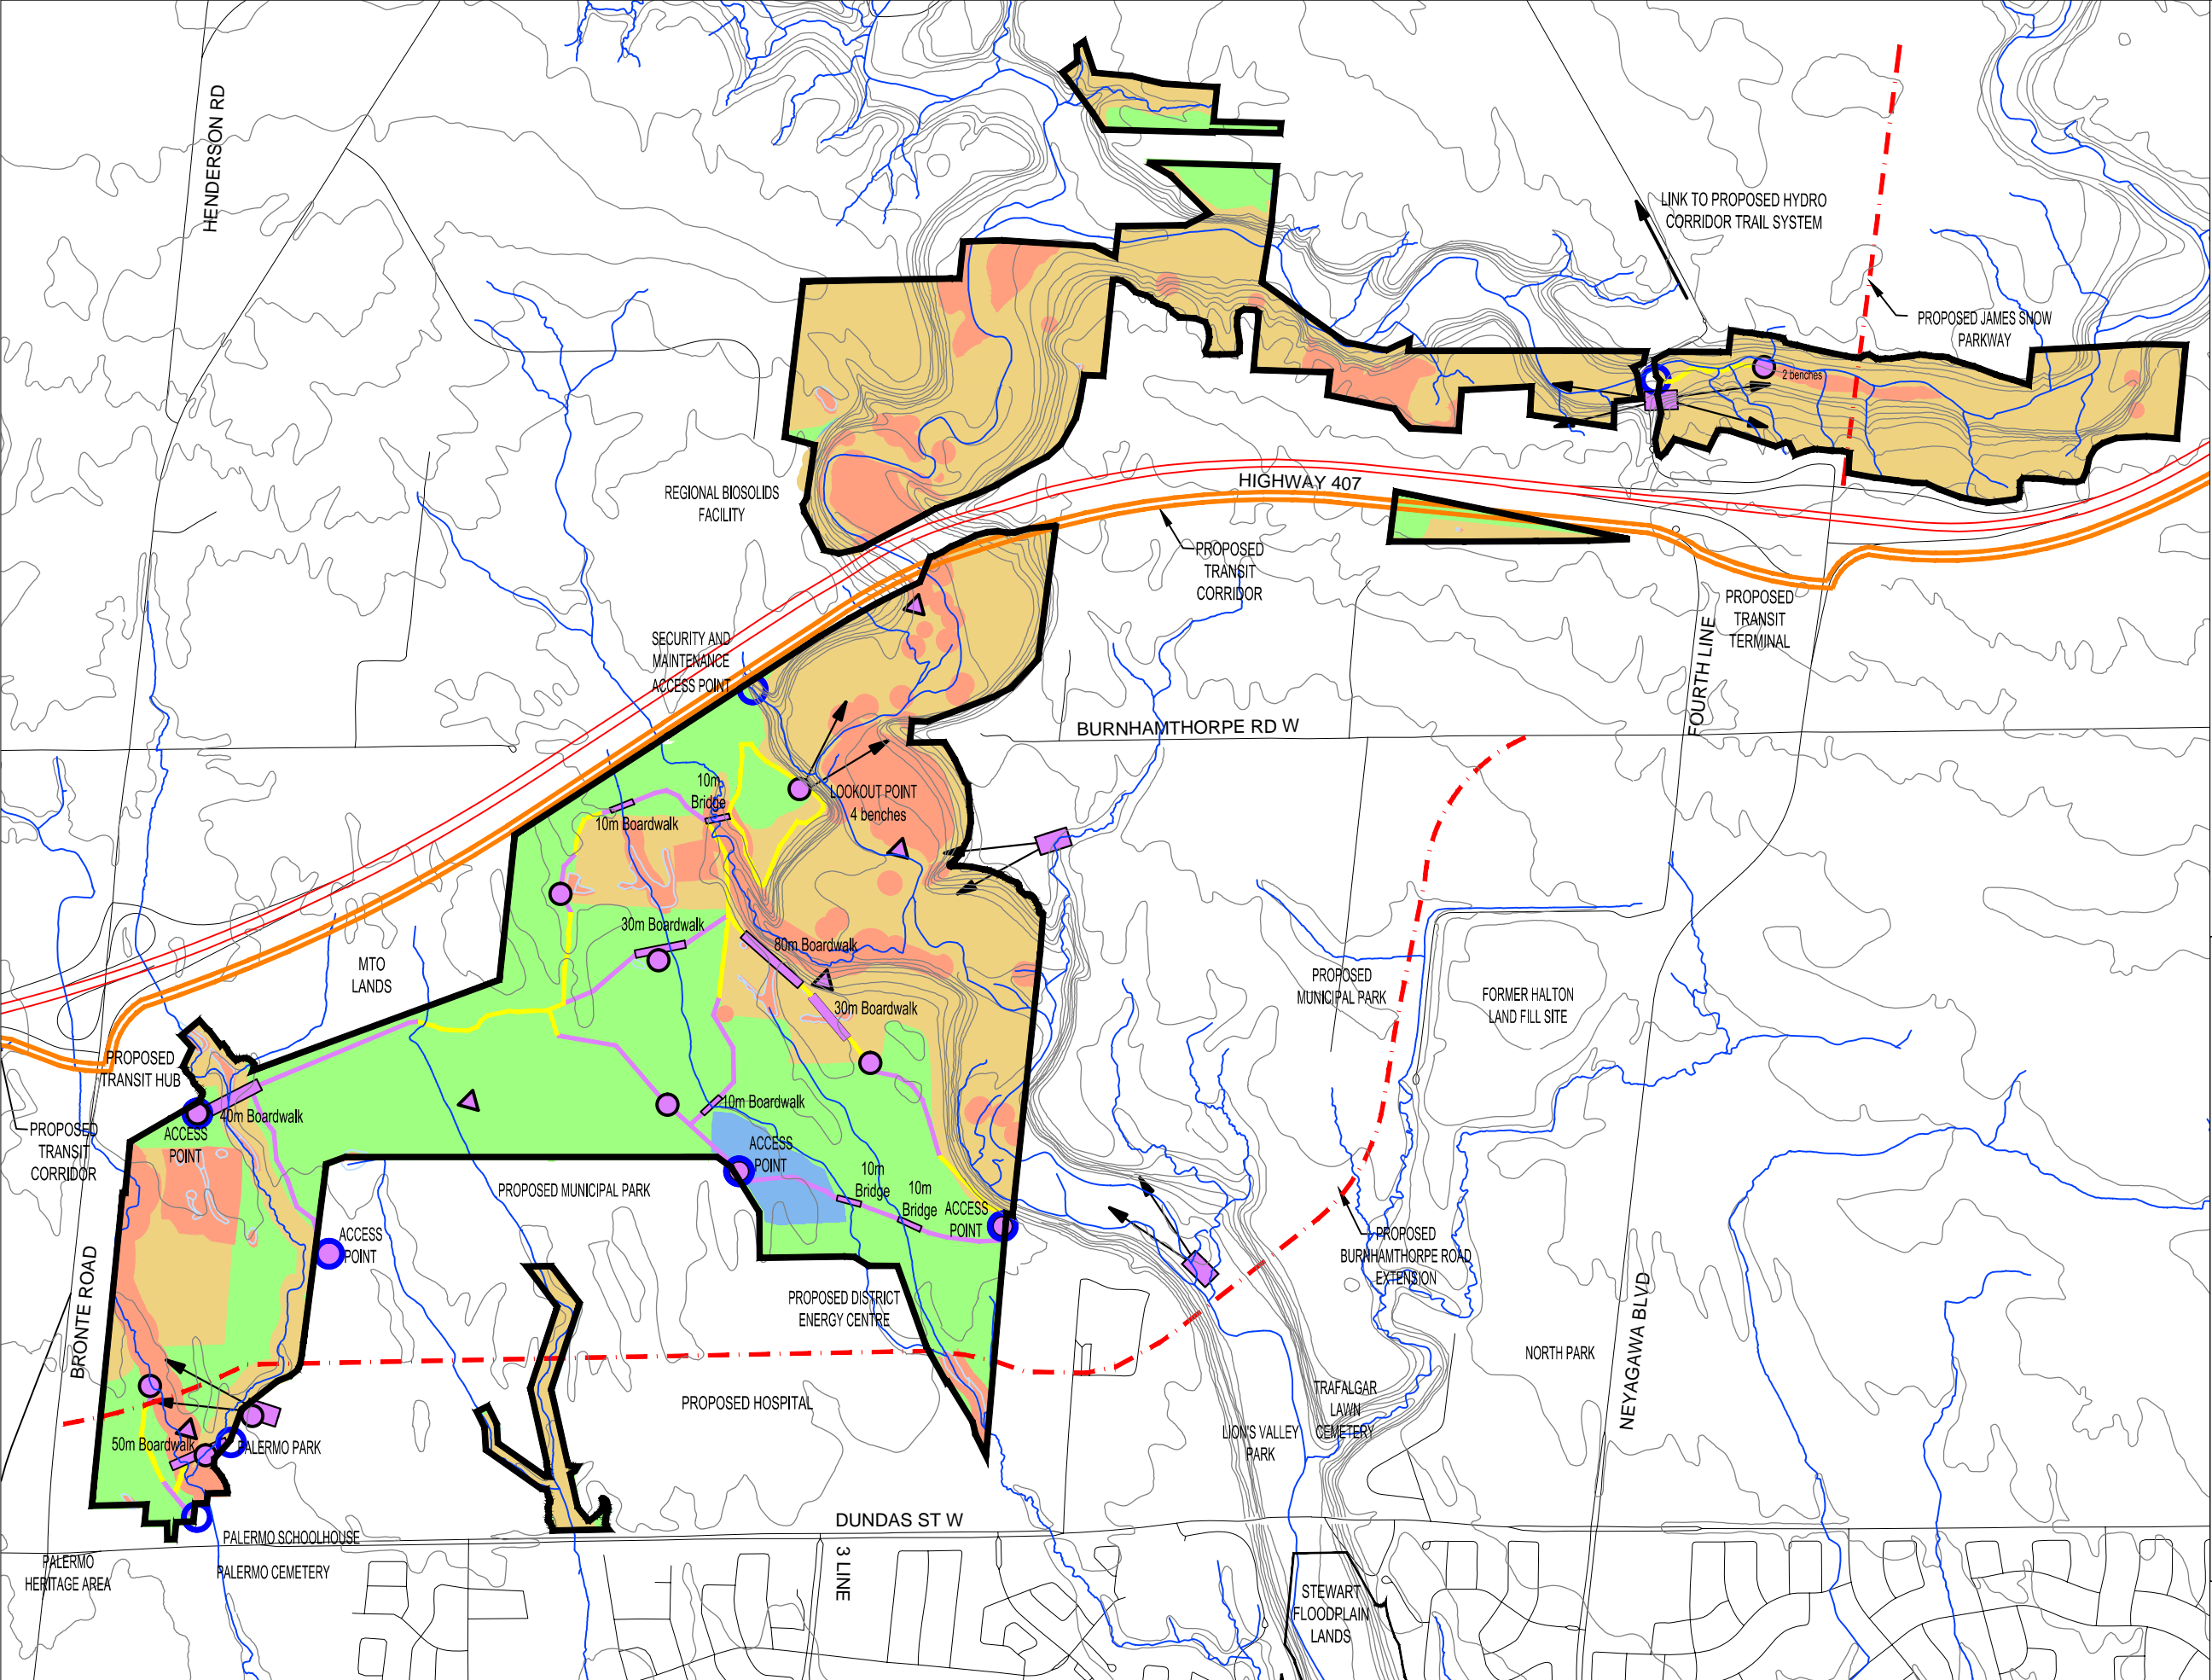 HENDERSON RD
LINK TO PROPOSED HYDRO
CORRIDOR TRAIL SYSTEM
PROPOSED JAMES SNOW
PARKWAY
2 benches
HIGHWAY 407
REGIONAL BIOSOLIDS
FACILITY
PROPOSED
TRANSIT
CORRIDOR
PROPOSED
TRANSIT
TERMINAL
FOURTH LINE
SECURITY AND
MAINTENANCE
ACCESS POINT
BURNHAMTHORPE RD W
10m
Bridge
LOOKOUT POINT
4 benches
10m Boardwalk
30m Boardwalk
80m Boardwalk
30m Boardwalk
MTO
LANDS
PROPOSED
MUNICIPAL PARK
FORMER HALTON
LAND FILL SITE
PROPOSED
TRANSIT HUB
40m Boardwalk
10m Boardwalk
PROPOSED
TRANSIT
CORRIDOR
ACCESS
POINT
ACCESS
POINT
PROPOSED MUNICIPAL PARK
10m
Bridge
10m
Bridge
ACCESS
POINT
ACCESS
POINT
PROPOSED
BURNHAMTHORPE ROAD
EXTENSION
BRONTE ROAD
PROPOSED DISTRICT
ENERGY CENTRE
NEYAGAWA BLVD
NORTH PARK
PROPOSED HOSPITAL
TRAFALGAR
LAWN
CEMETERY
LION'S VALLEY
PARK
50m Boardwalk
PALERMO PARK
DUNDAS ST W
PALERMO SCHOOLHOUSE
PALERMO CEMETERY
PALERMO
HERITAGE AREA
3 LINE
STEWART
FLOODPLAIN
LANDS